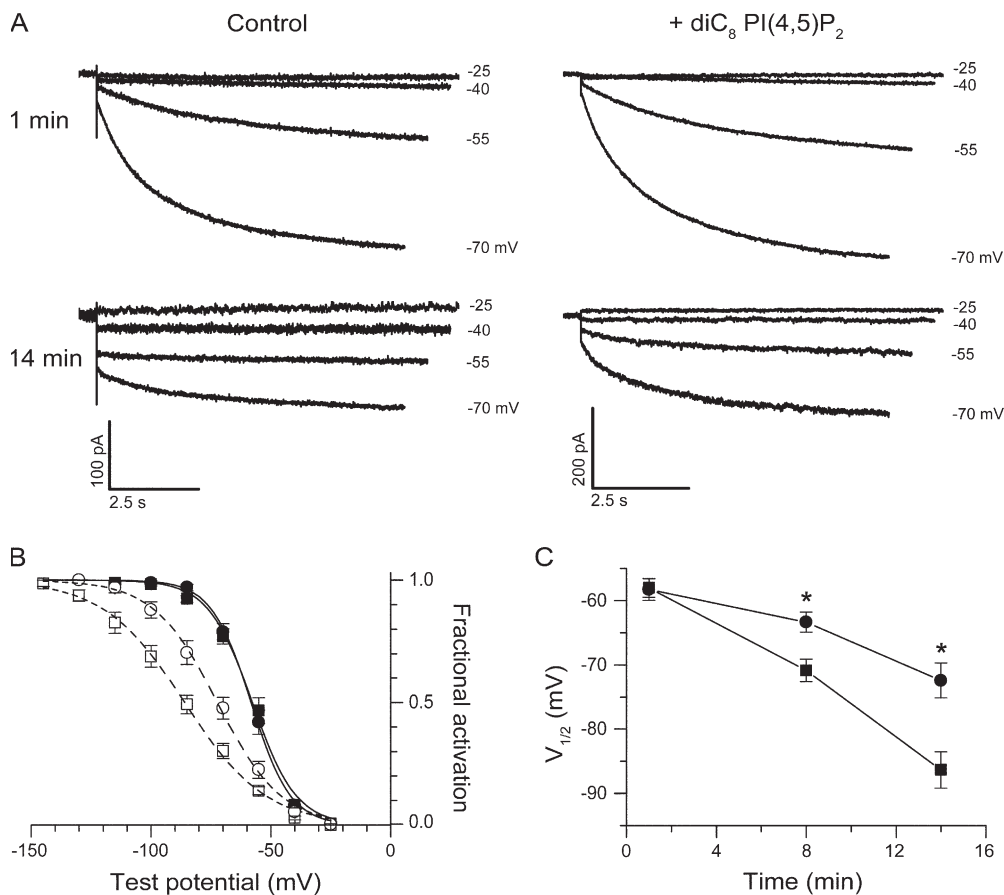 A
Control
+ diC8 PI(4,5)P2
1 min
-25
-40
-55
-70 mV
-25
-40
-55
-70 mV
14 min
-25
-40
-55
-70 mV
-25
-40
-55
-70 mV
100 pA
2.5 s
200 pA
2.5 s
B
1.0
0.5
0.0
Fractional activation
-150
-100
-50
0
Test potential (mV)
C
*
*
-60
-70
-80
-90
V1/2 (mV)
0
4
8
12
16
Time (min)